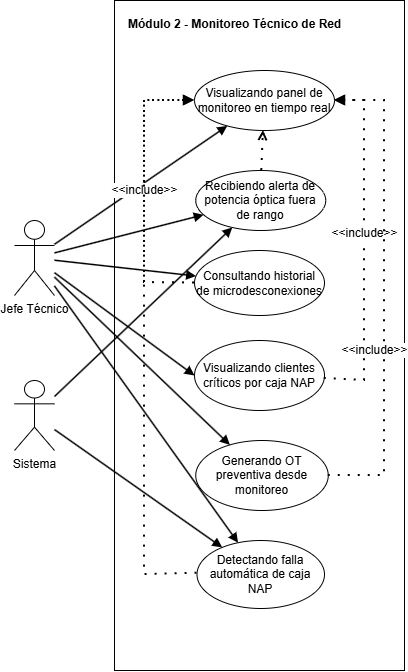 Módulo 2 - Monitoreo Técnico de Red
Visualizando panel de
monitoreo en tiempo real
<<include>>
Recibiendo alerta de
potencia óptica fuera
de rango
<<include>>
Jefe Técnico
Consultando historial
de microdesconexiones
<<include>>
Visualizando clientes
críticos por caja NAP
Sistema
Generando OT
preventiva desde
monitoreo
Detectando falla
automática de caja
NAP